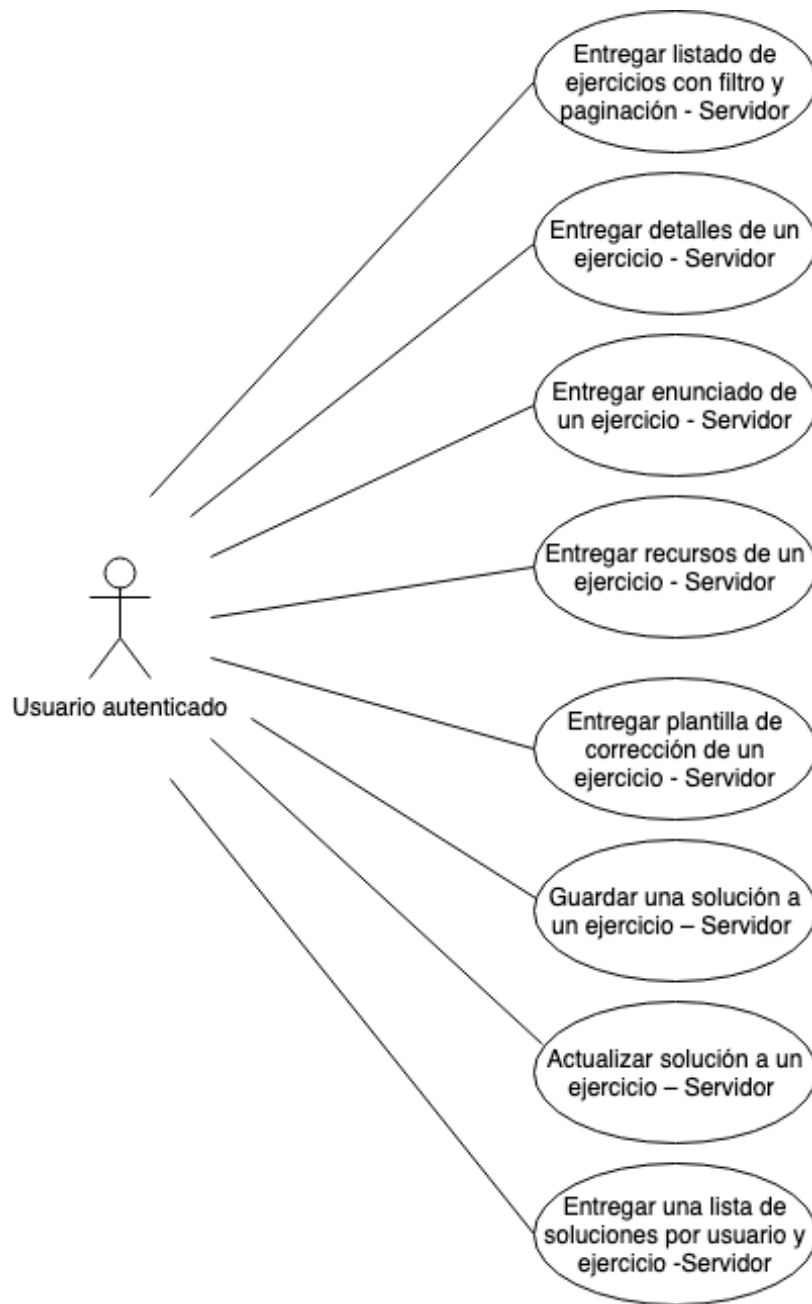 Entregar listado de
ejercicios con filtro y
paginación - Servidor
Entregar detalles de un
ejercicio - Servidor
Entregar enunciado de
un ejercicio - Servidor
Entregar recursos de un
ejercicio - Servidor
Usuario autenticado
Entregar plantilla de
corrección de un
ejercicio - Servidor
Guardar una solución a
un ejercicio – Servidor
Actualizar solución a un
ejercicio – Servidor
Entregar una lista de
soluciones por usuario y
ejercicio -Servidor